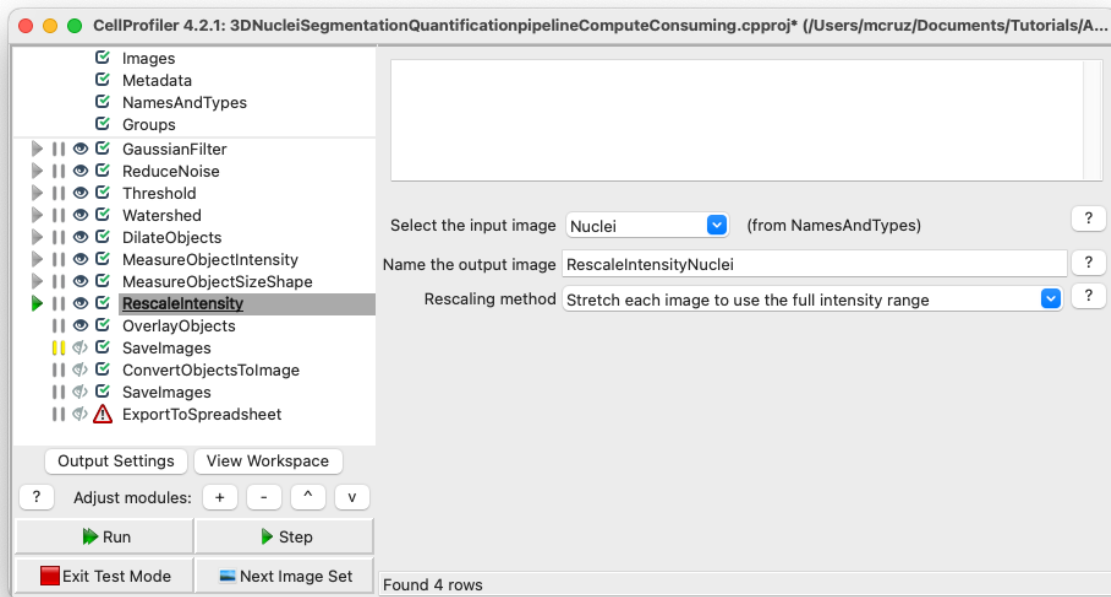 CellProfiler 4.2.1: 3DNucleiSegmentationQuantificationpipelineComputeConsuming.cpproj* (/Users/mcruz/Documents/Tutorials/A...
Images
Metadata
NamesAndTypes
Groups
GaussianFilter
ReduceNoise
Threshold
Watershed
DilateObjects
MeasureObjectIntensity
MeasureObjectSizeShape
RescaleIntensity
OverlayObjects
SaveImages
ConvertObjectsToImage
SaveImages
ExportToSpreadsheet
Output Settings View Workspace
? Adjust modules: + - ^ v
Run Step
Exit Test Mode Next Image Set
Select the input image Nuclei (from NamesAndTypes) ?
Name the output image RescaleIntensityNuclei ?
Rescaling method Stretch each image to use the full intensity range ?
Found 4 rows